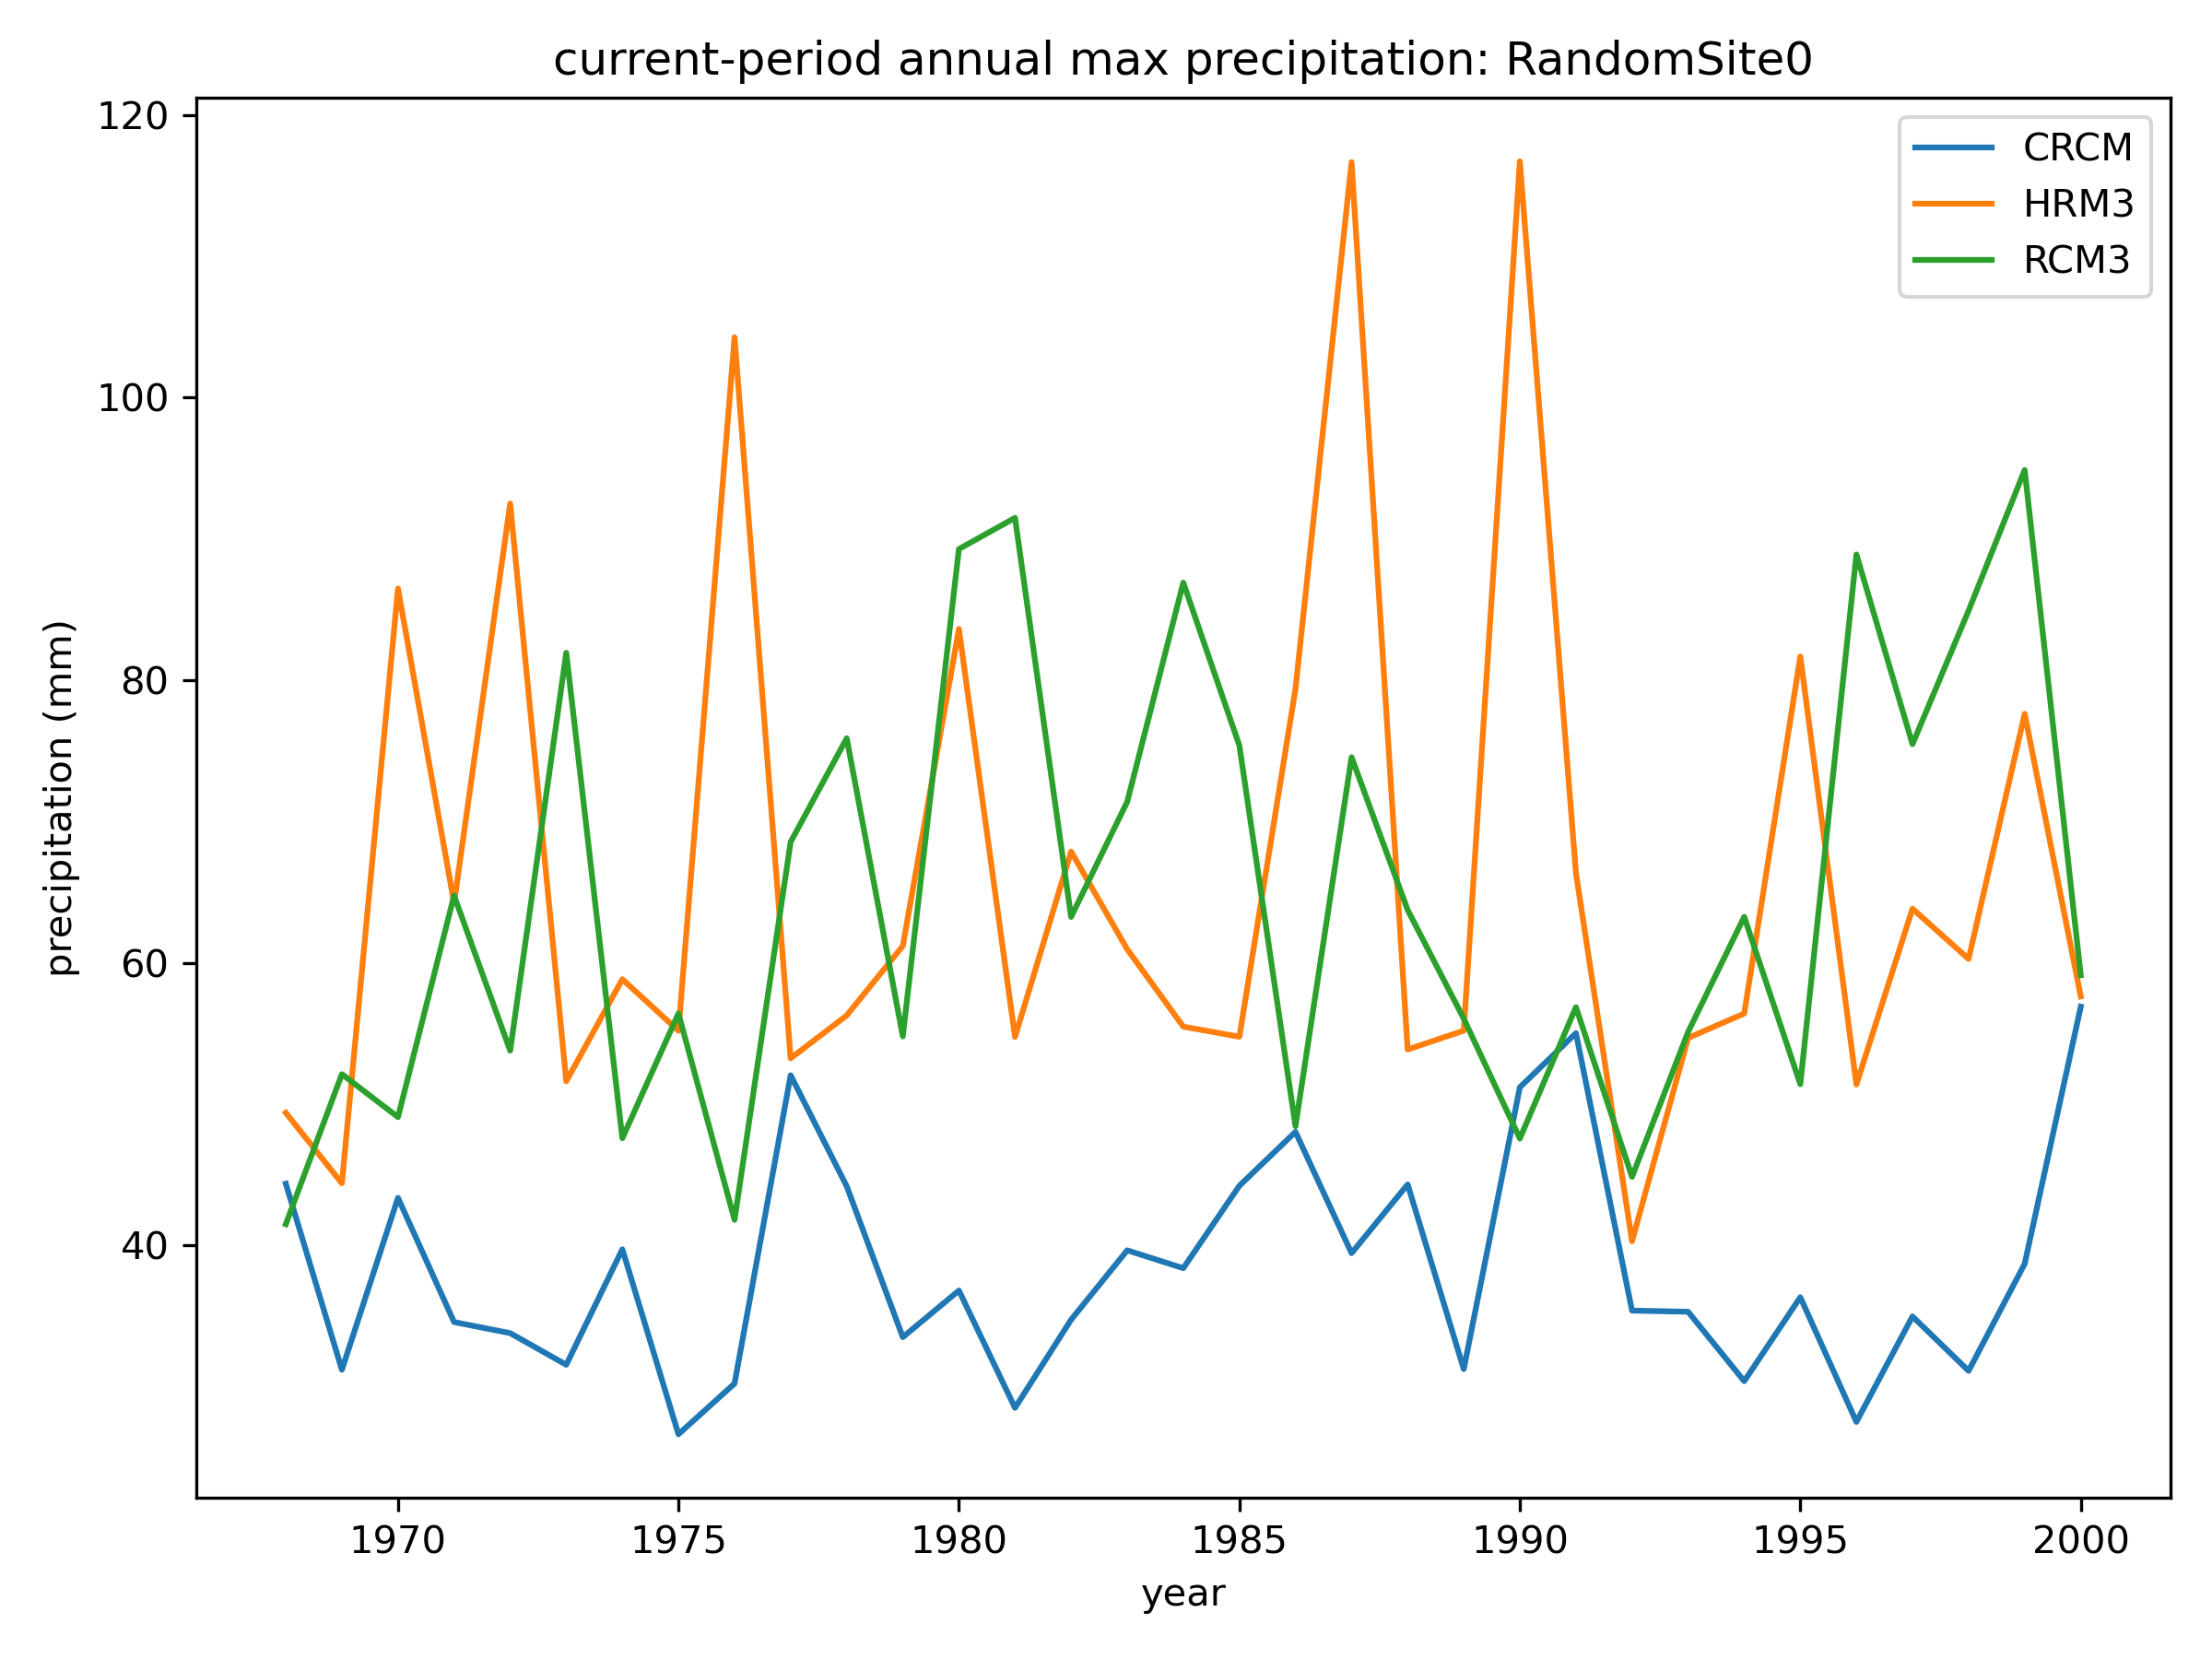 current-period annual max precipitation: RandomSite0
120
100
80
60
40
precipitation (mm)
CRCM
HRM3
RCM3
1970 1975 1980 1985 1990 1995 2000
year